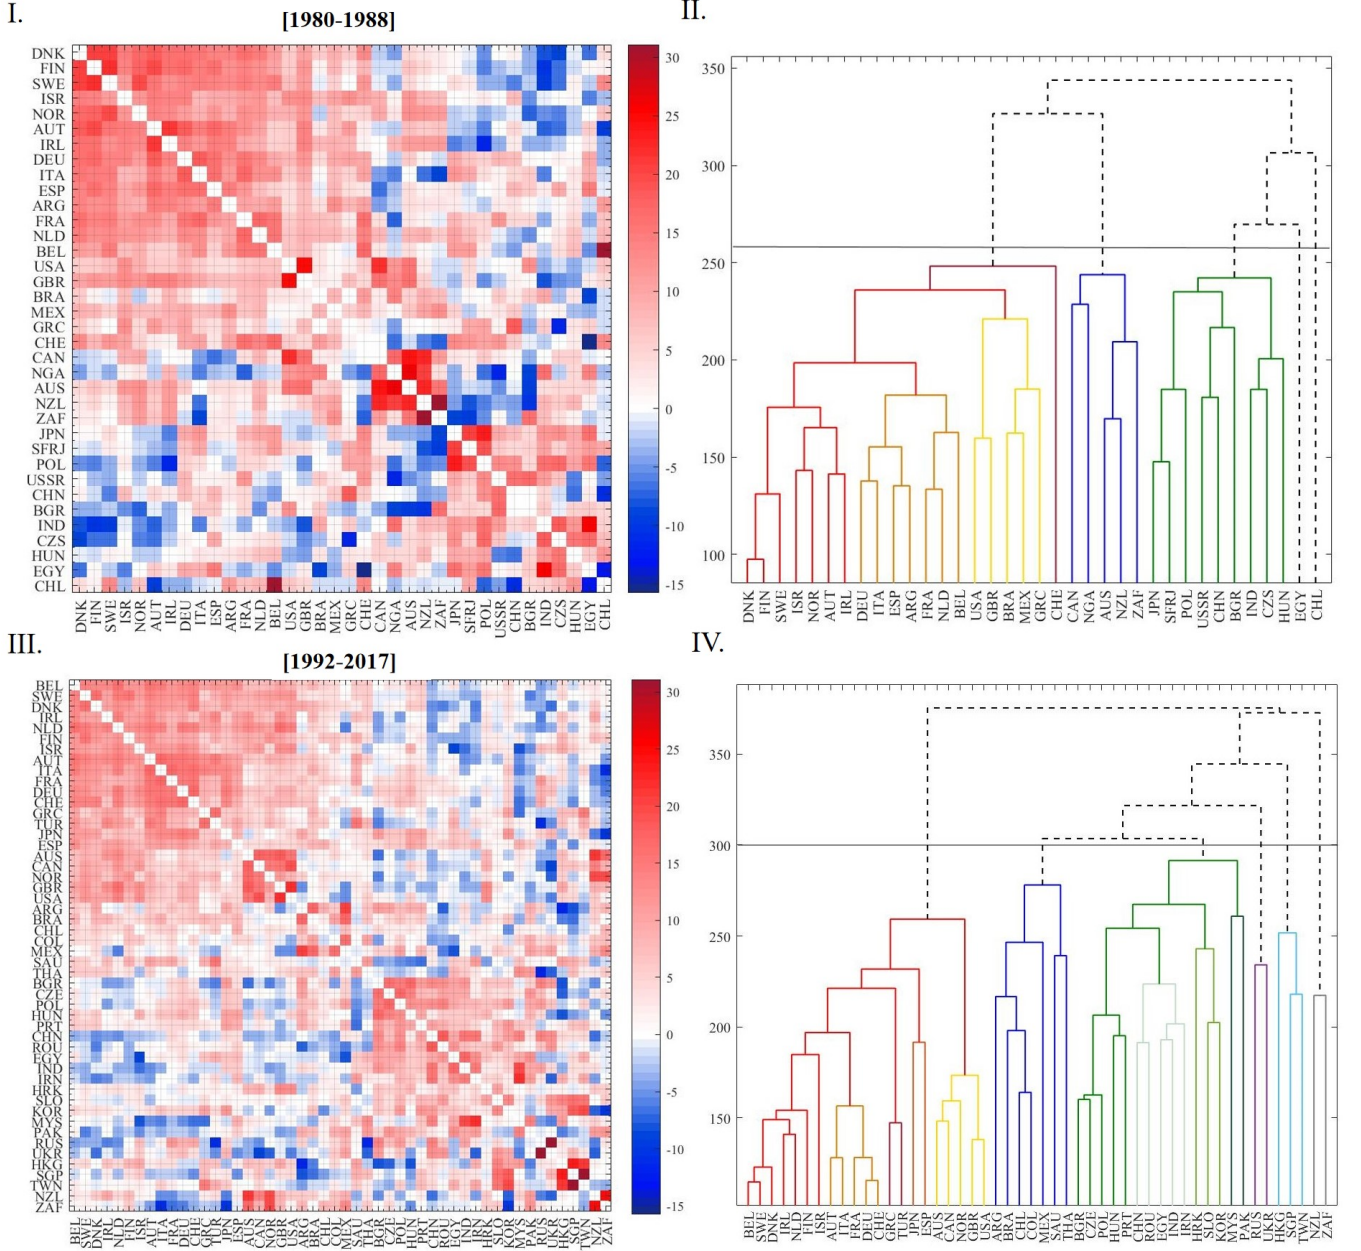 I.
[1980-1988]
DNK
FIN
SWE
ISR
NOR
AUT
IRL
DEU
ITA
ESP
ARG
FRA
NLD
BEL
USA
GBR
BRA
MEX
GRC
CHE
CAN
NGA
AUS
NZL
ZAF
JPN
SFRJ
POL
USSR
CHN
BGR
IND
CZS
HUN
EGY
CHL
DNK FIN SWE ISR NOR AUT IRL DEU ITA ESP ARG FRA NLD BEL USA GBR BRA MEX GRC CHE CAN NGA AUS NZL ZAF JPN SFRJ POL USSR CHN BGR IND CZS HUN EGY CHL
30
25
20
15
10
5
0
-5
-10
-15
II.
350
300
250
200
150
100
DNK FIN SWE ISR NOR AUT IRL DEU ITA ESP ARG FRA NLD BEL USA GBR BRA MEX GRC CHE CAN NGA AUS NZL ZAF JPN SFRJ POL USSR CHN BGR IND CZS HUN EGY CHL
III.
[1992-2017]
BEL
SWE
DNK
IRL
NLD
FIN
ISR
AUT
ITA
FRA
DEU
CHE
GRC
TUR
JPN
ESP
AUS
CAN
NOR
GBR
USA
ARG
BRA
CHL
COL
MEX
SAU
THA
BGR
CZE
POL
HUN
PRT
CHN
ROU
EGY
IND
IRN
HRK
SLO
KOR
MYS
PAK
RUS
UKR
HKG
SGP
TWN
NZL
ZAF
BEL SWE DNK IRL NLD FIN ISR AUT ITA FRA DEU CHE GRC TUR JPN ESP AUS CAN NOR GBR USA ARG BRA CHL COL MEX SAU THA BGR CZE POL HUN PRT CHN ROU EGY IND IRN HRK SLO KOR MYS PAK RUS UKR HKG SGP TWN NZL ZAF
30
25
20
15
10
5
0
-5
-10
-15
IV.
350
300
250
200
150
BEL SWE DNK IRL NLD FIN ISR AUT ITA FRA DEU CHE GRC TUR JPN ESP AUS CAN NOR GBR USA ARG BRA CHL COL MEX SAU THA BGR CZE POL HUN PRT CHN ROU EGY IND IRN HRK SLO KOR MYS PAK RUS UKR HKG SGP TWN NZL ZAF